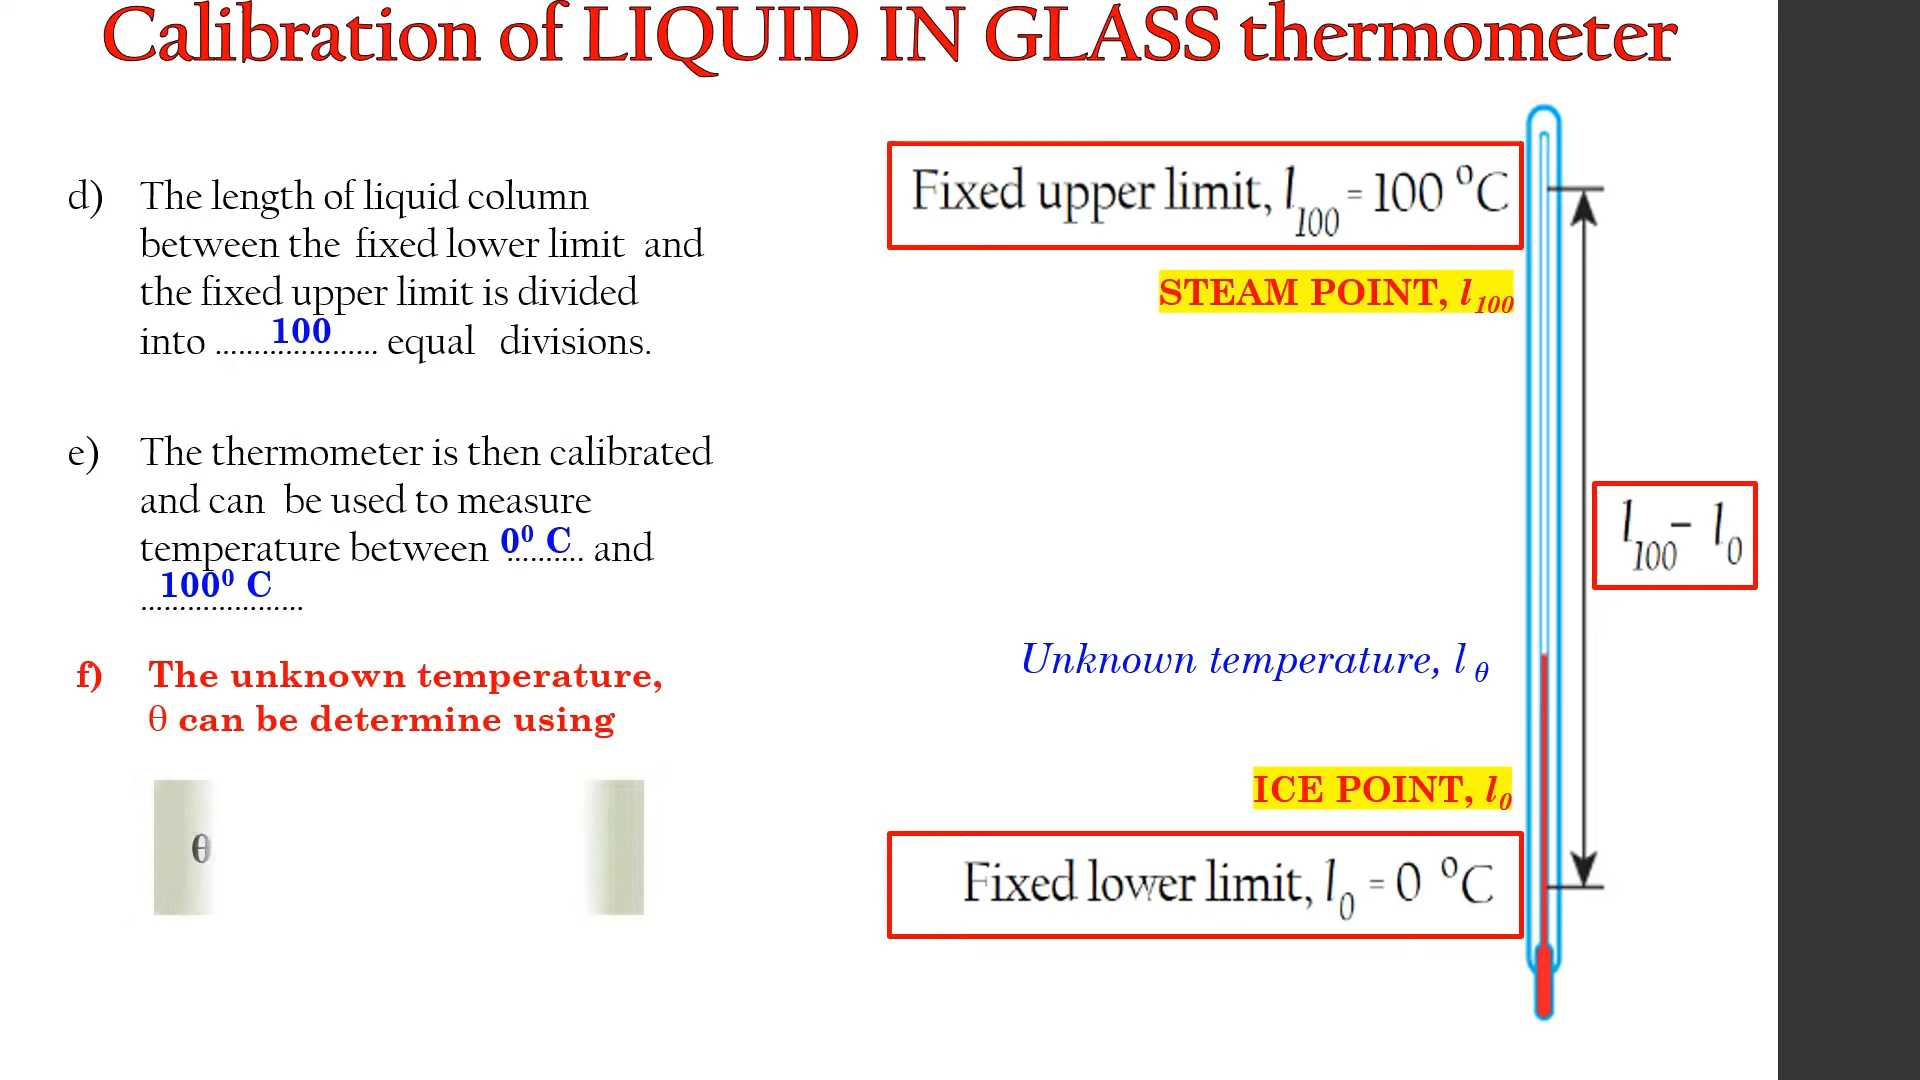 Calibration of LIQUID IN GLASS thermometer
d) The length of liquid column
between the fixed lower limit and
the fixed upper limit is divided
into ..................... equal divisions.
100
e) The thermometer is then calibrated
and can be used to measure
temperature between .......... and
0⁰ C
100⁰ C
.....................
f) The unknown temperature,
θ can be determine using
θ
Fixed upper limit, l₁₀₀ = 100 ⁰C
STEAM POINT, l₁₀₀
l₁₀₀ – l₀
Unknown temperature, l θ
ICE POINT, l₀
Fixed lower limit, l₀ = 0 ⁰C